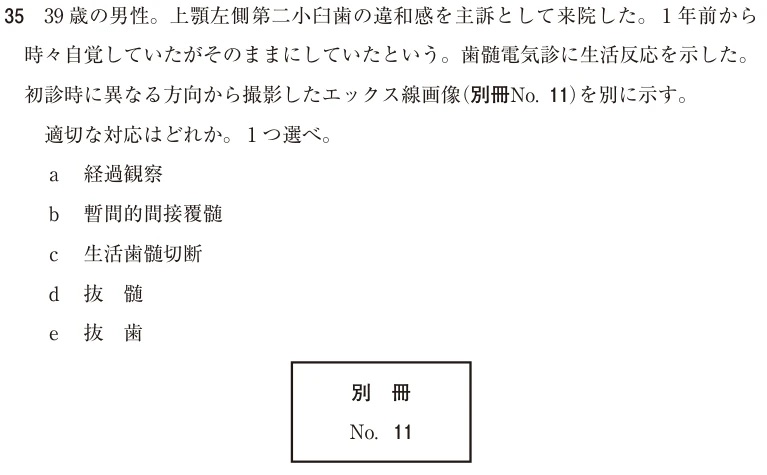 35 39歳の男性。上顎左側第二小臼歯の違和感を主訴として来院した。1年前から
時々自覚していたがそのままにしていたという。歯髄電気診に生活反応を示した。
初診時に異なる方向から撮影したエックス線画像(別冊No. 11)を別に示す。
適切な対応はどれか。1つ選べ。
a 経過観察
b 暫間的間接覆髄
c 生活歯髄切断
d 抜 髄
e 抜 歯
別 冊
No. 11